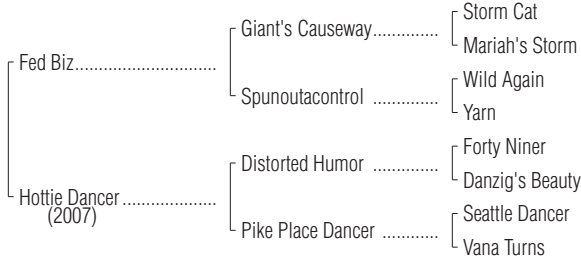 Storm Cat
Giant's Causeway..............
Mariah's Storm
Fed Biz..............................
Wild Again
Spunoutacontrol ..............
Yarn
Forty Niner
Distorted Humor ..............
Danzig's Beauty
Hottie Dancer....................
(2007)
Seattle Dancer
Pike Place Dancer ............
Vana Turns